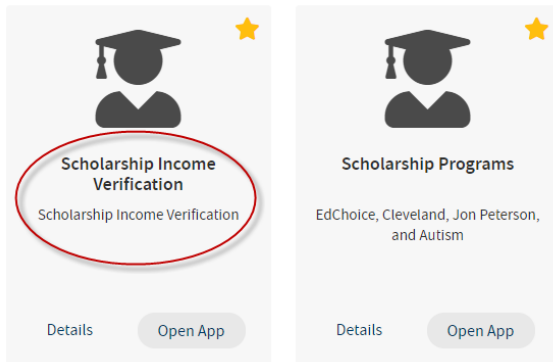 Scholarship Income
Verification
Scholarship Income Verification
Details
Open App
Scholarship Programs
EdChoice, Cleveland, Jon Peterson,
and Autism
Details
Open App